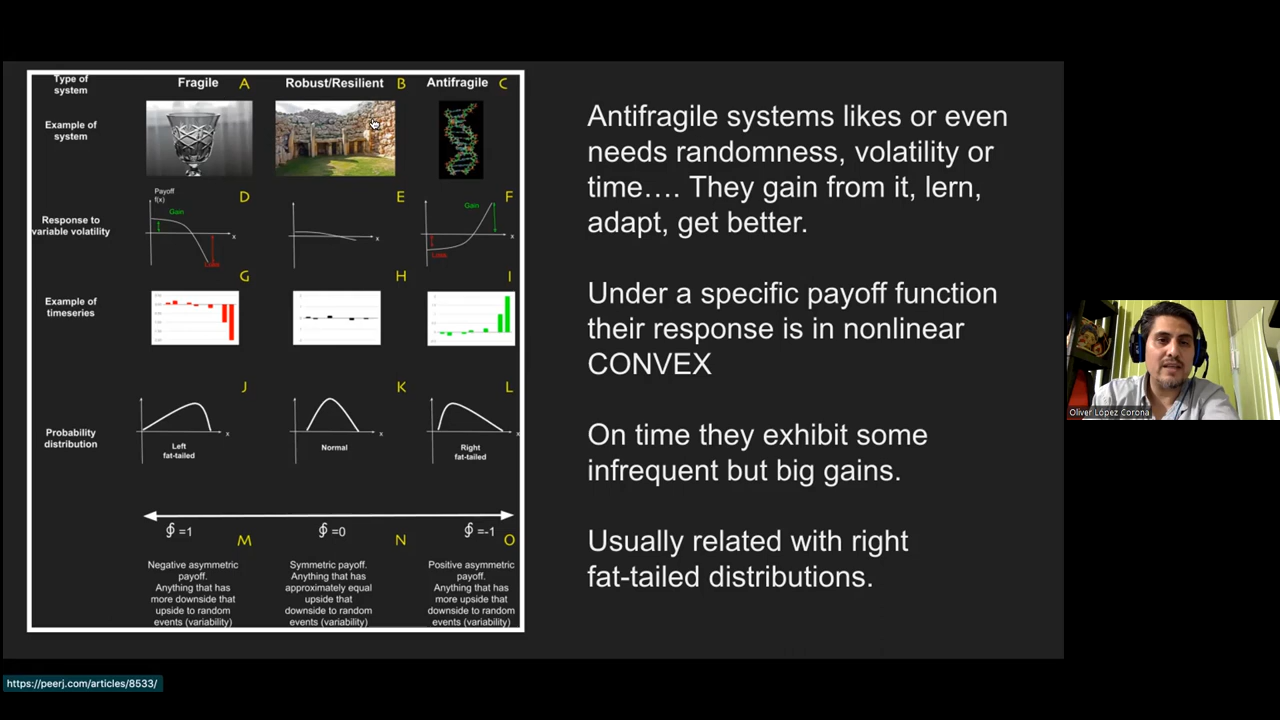 Type of
system
Fragile
A
Robust/Resilient
B
Antifragile
C
Example of
system
Response to
variable volatility
Payoff
f(x)
D
Gain
x
Loss
E
x
F
Gain
x
Loss
Example of
timeseries
G
H
I
Probability
distribution
J
x
Left
fat-tailed
K
x
Normal
L
x
Right
fat-tailed
∮=1
∮=0
∮=-1
M
N
O
Negative asymmetric
payoff.
Anything that has
more downside that
upside to random
events (variability)
Symmetric payoff.
Anything that has
approximately equal
upside that
downside to random
events (variability)
Positive asymmetric
payoff.
Anything that has
more upside that
downside to random
events (variability)
Antifragile systems likes or even
needs randomness, volatility or
time…. They gain from it, lern,
adapt, get better.
Under a specific payoff function
their response is in nonlinear
CONVEX
On time they exhibit some
infrequent but big gains.
Usually related with right
fat-tailed distributions.
Oliver López Corona
https://peerj.com/articles/8533/